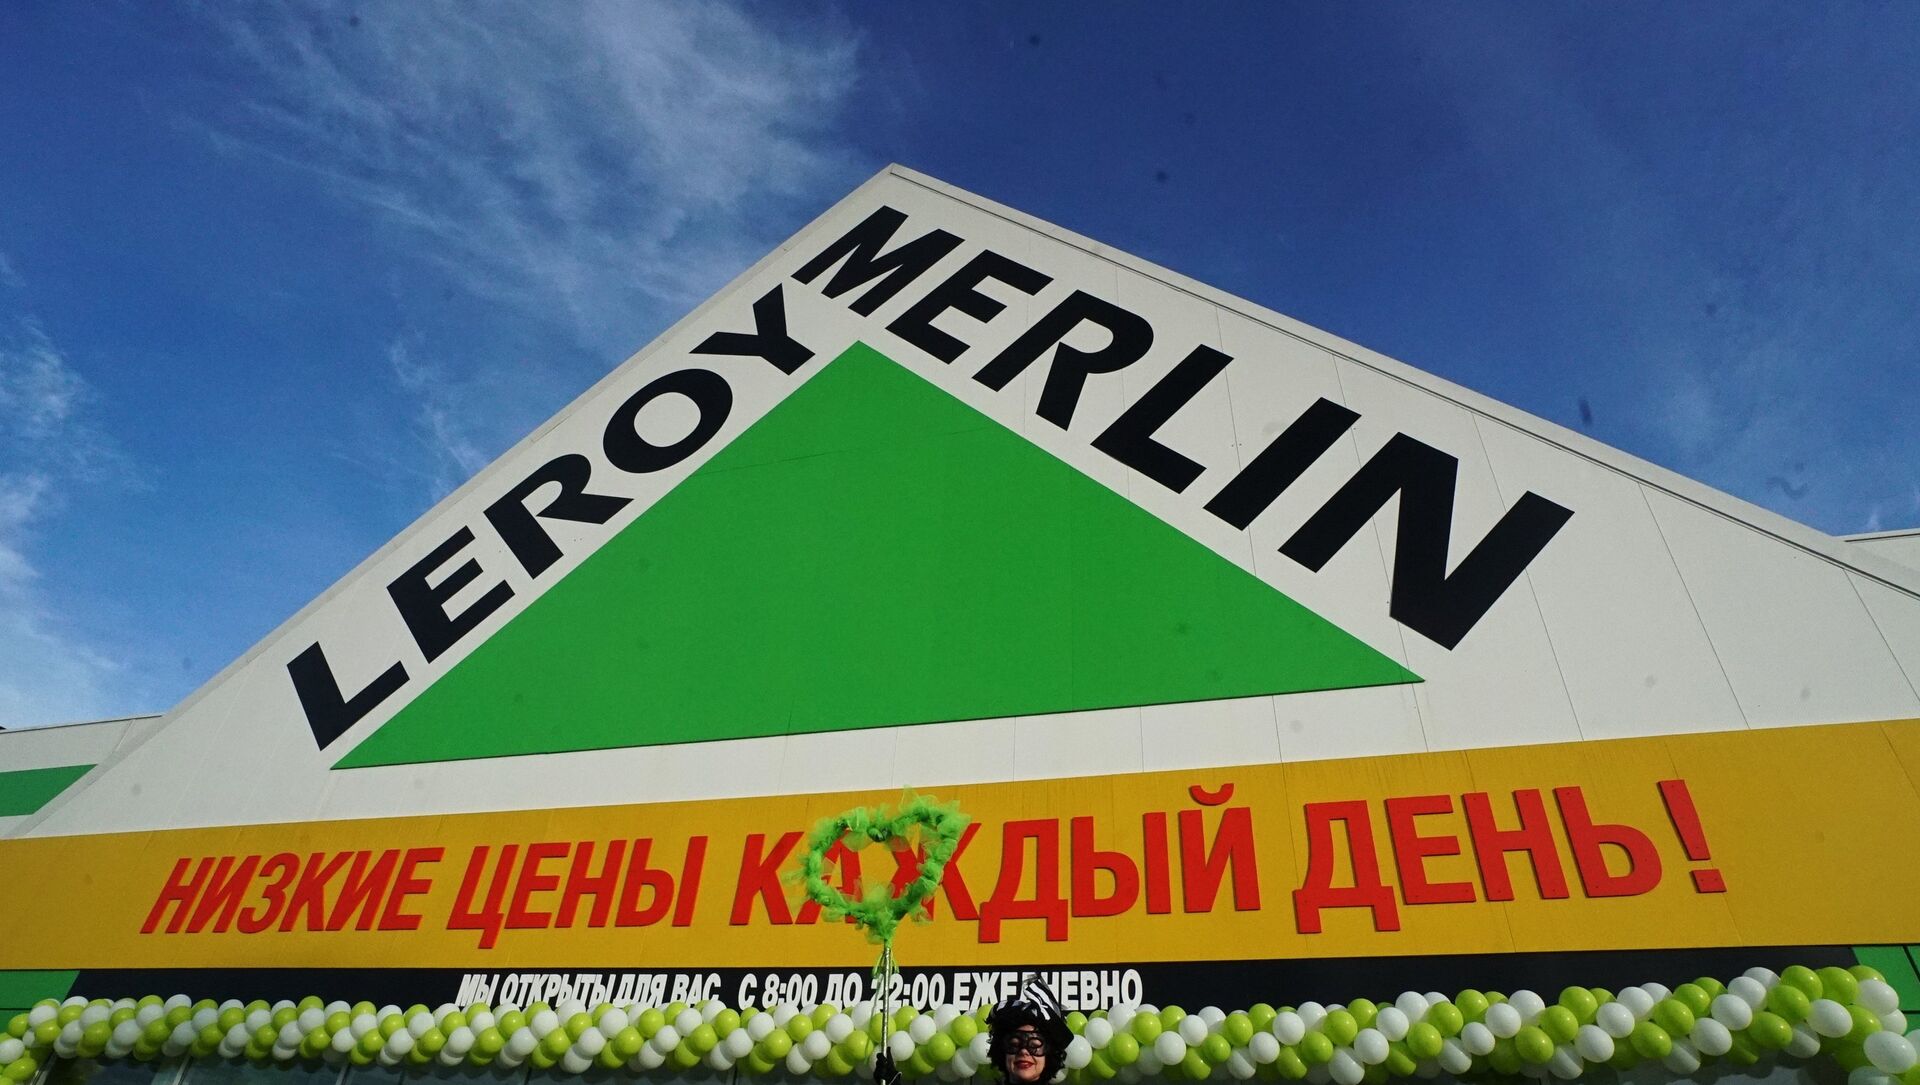 LEROY MERLIN
НИЗКИЕ ЦЕНЫ КАЖДЫЙ ДЕНЬ!
МЫ ОТКРЫТЫ ДЛЯ ВАС С 8:00 ДО 22:00 ЕЖЕДНЕВНО